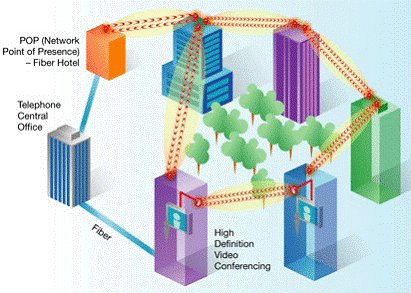 POP (Network
Point of Presence)
– Fiber Hotel
Telephone
Central
Office
Fiber
High
Definition
Video
Conferencing